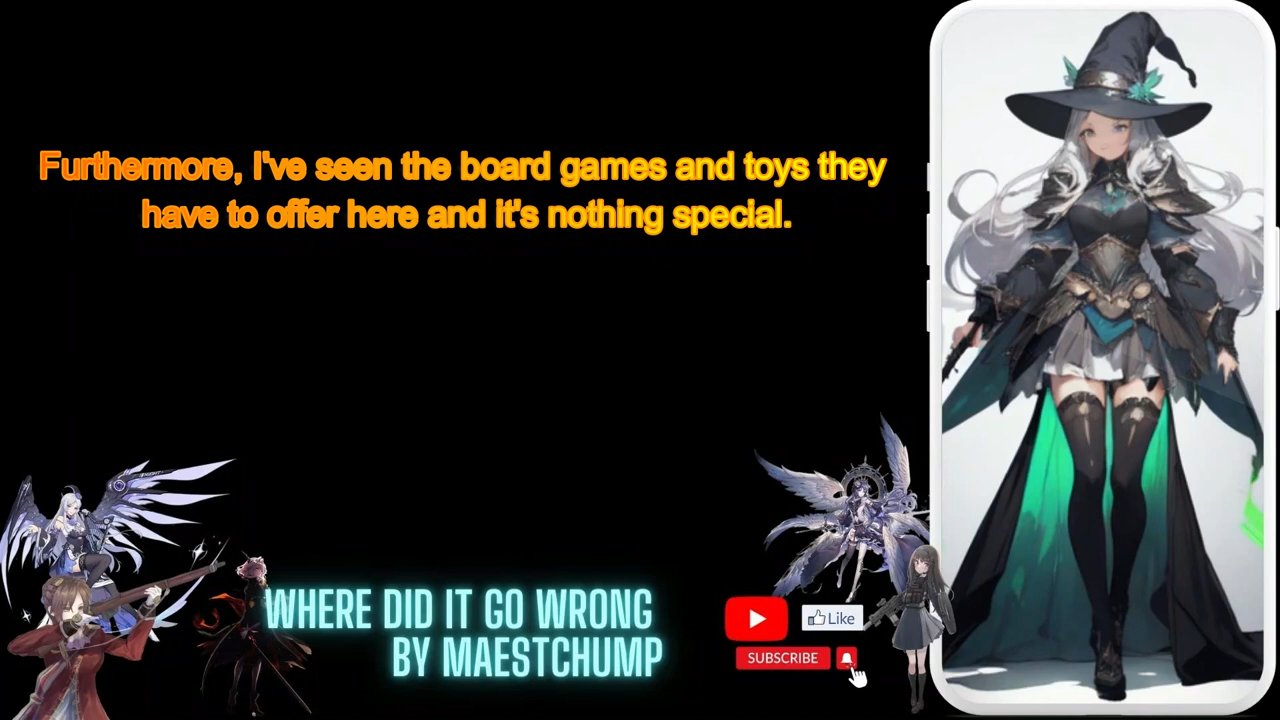 Furthermore, I've seen the board games and toys they
have to offer here and it's nothing special.
WHERE DID IT GO WRONG
BY MAESTCHUMP
Like
SUBSCRIBE